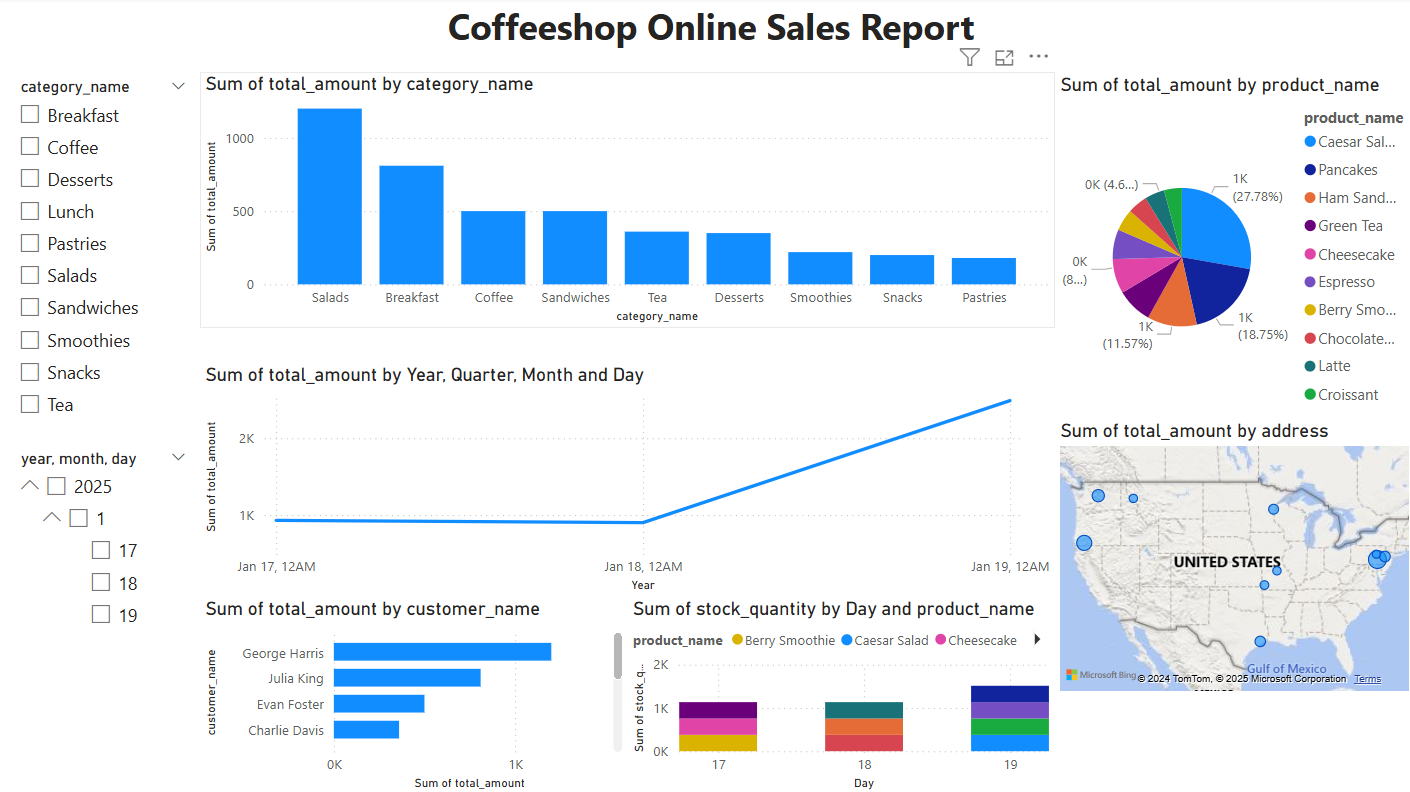 Coffeeshop Online Sales Report
category_name
Breakfast
Coffee
Desserts
Lunch
Pastries
Salads
Sandwiches
Smoothies
Snacks
Tea
year, month, day
2025
1
17
18
19
Sum of total_amount by category_name
Sum of total_amount
1000
500
0
Salads Breakfast Coffee Sandwiches Tea Desserts Smoothies Snacks Pastries
category_name
Sum of total_amount by product_name
product_name
Caesar Sal...
Pancakes
Ham Sand...
Green Tea
Cheesecake
Espresso
Berry Smo...
Chocolate...
Latte
Croissant
0K (4.6...)
1K
(27.78%)
0K
(8...)
1K
(18.75%)
1K
(11.57%)
Sum of total_amount by Year, Quarter, Month and Day
Sum of total_amount
2K
1K
Jan 17, 12AM Jan 18, 12AM Jan 19, 12AM
Year
Sum of total_amount by address
UNITED STATES
Gulf of Mexico
Microsoft Bing
© 2024 TomTom, © 2025 Microsoft Corporation Terms
Sum of total_amount by customer_name
customer_name
George Harris
Julia King
Evan Foster
Charlie Davis
0K 1K
Sum of total_amount
Sum of stock_quantity by Day and product_name
product_name Berry Smoothie Caesar Salad Cheesecake
Sum of stock_q...
2K
1K
0K
17 18 19
Day